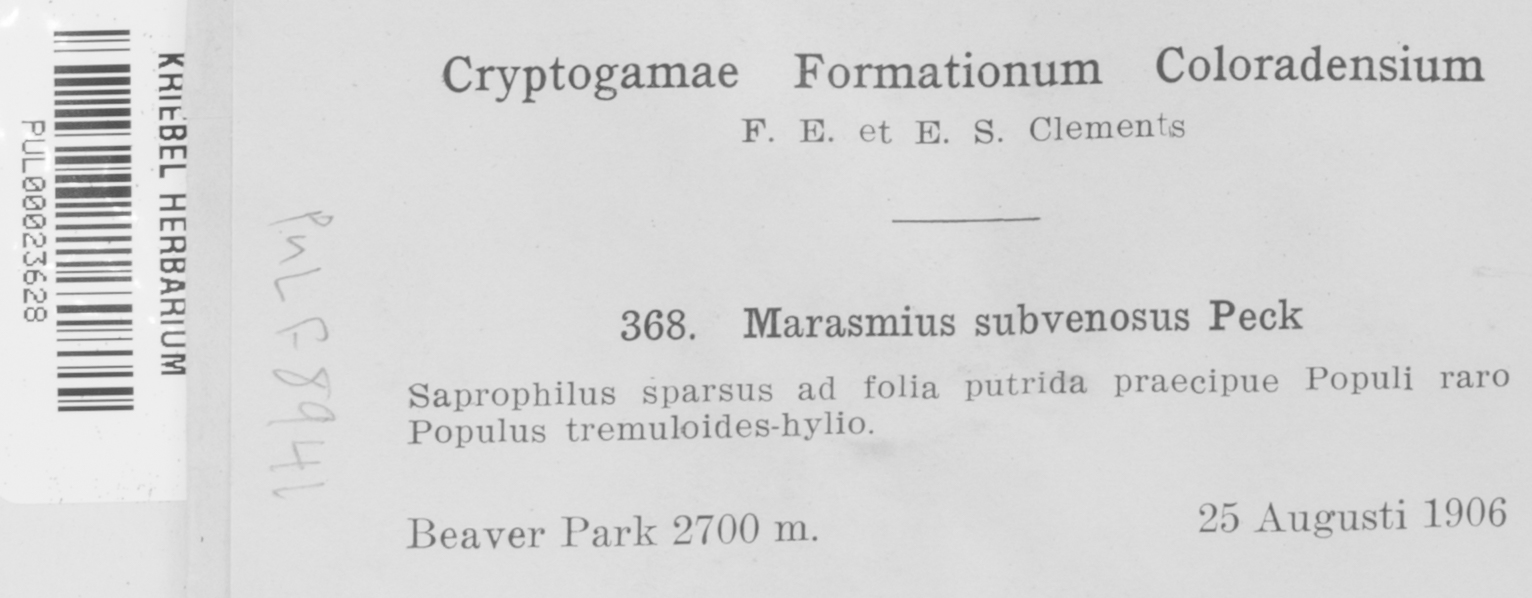 KRIEBEL HERBARIUM
PUL00023628
PUL F 8941
Cryptogamae Formationum Coloradensium
F. E. et E. S. Clements
368. Marasmius subvenosus Peck
Saprophilus sparsus ad folia putrida praecipue Populi raro
Populus tremuloides-hylio.
Beaver Park 2700 m. 25 Augusti 1906